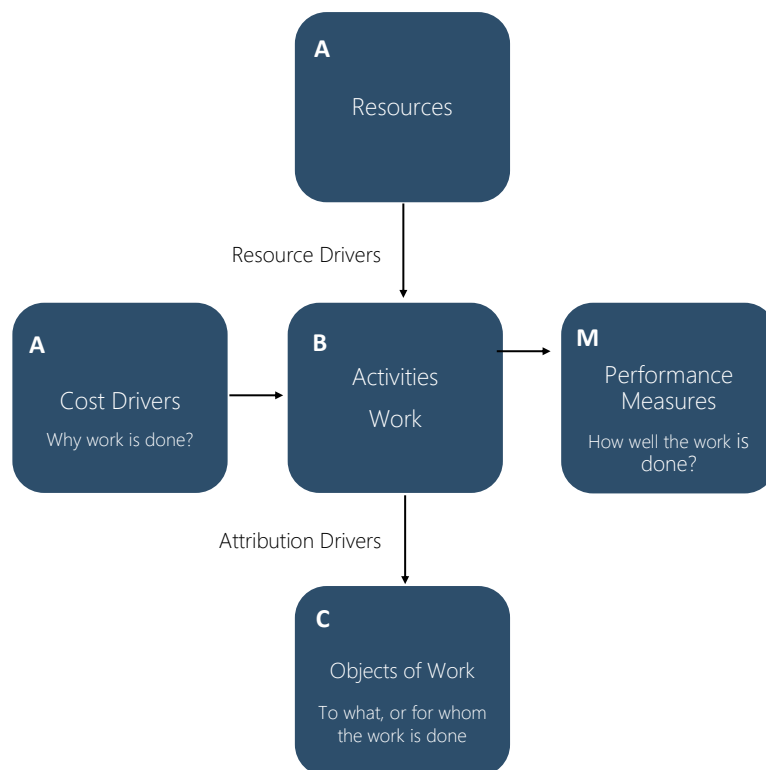 A
Resources
Resource Drivers
A
Cost Drivers
Why work is done?
B
Activities
Work
M
Performance
Measures
How well the work is
done?
Attribution Drivers
C
Objects of Work
To what, or for whom
the work is done